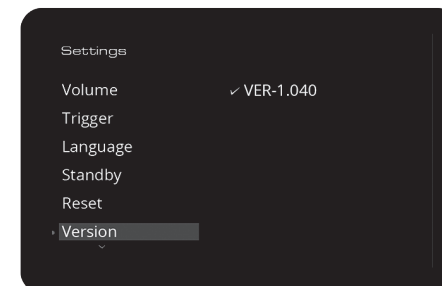 Settings
Volume
✓ VER-1.040
Trigger
Language
Standby
Reset
Version